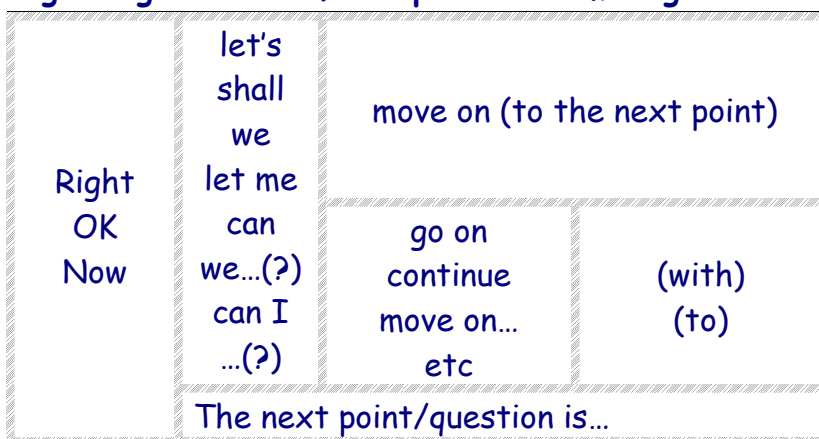 Right
OK
Now
let's
shall
we
let me
can
we...(?)
can I
...(?)
move on (to the next point)
go on
continue
move on...
etc
(with)
(to)
The next point/question is...